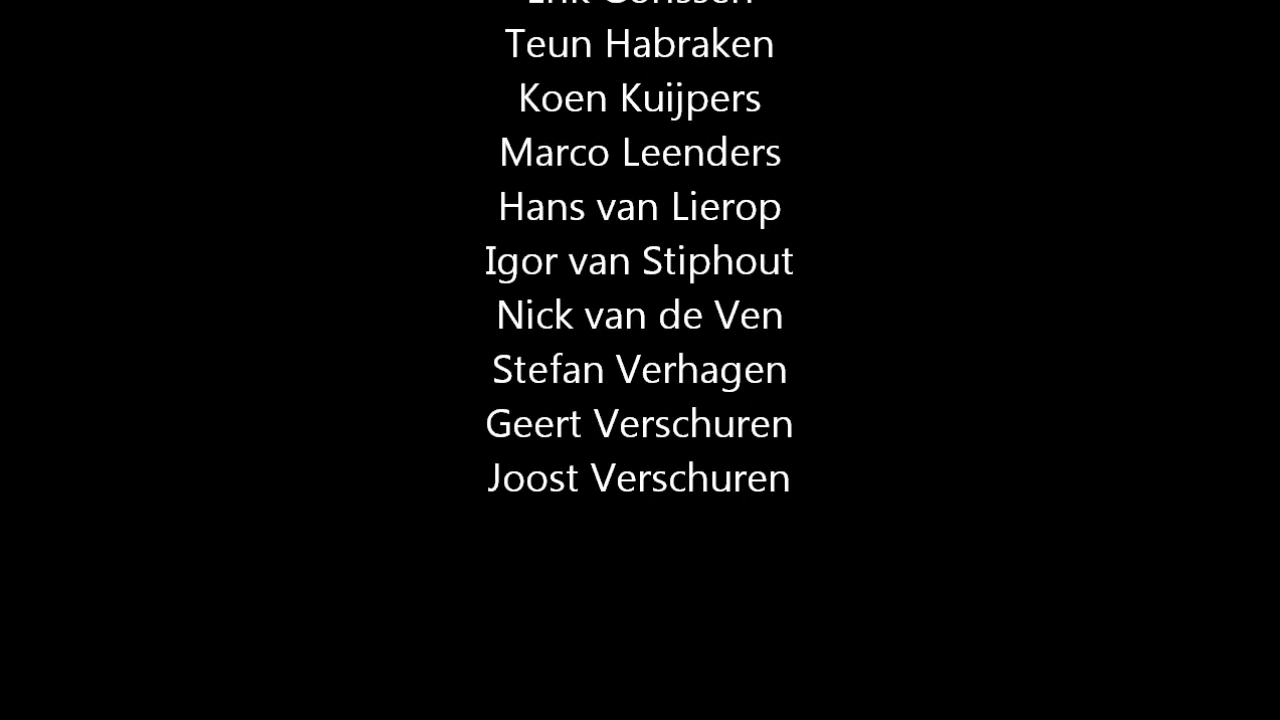 Teun Habraken
Koen Kuijpers
Marco Leenders
Hans van Lierop
Igor van Stiphout
Nick van de Ven
Stefan Verhagen
Geert Verschuren
Joost Verschuren